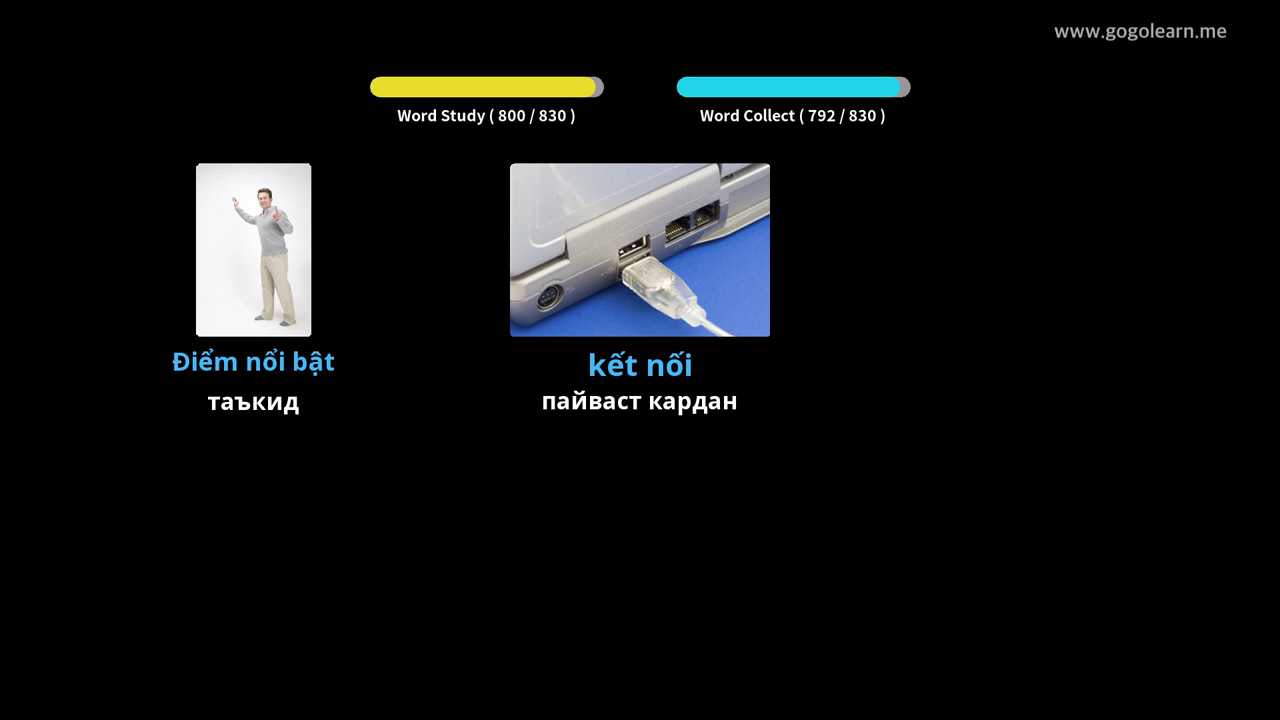 www.gogolearn.me
Word Study ( 800 / 830 )
Word Collect ( 792 / 830 )
Điểm nổi bật
таъкид
kết nối
пайваст кардан